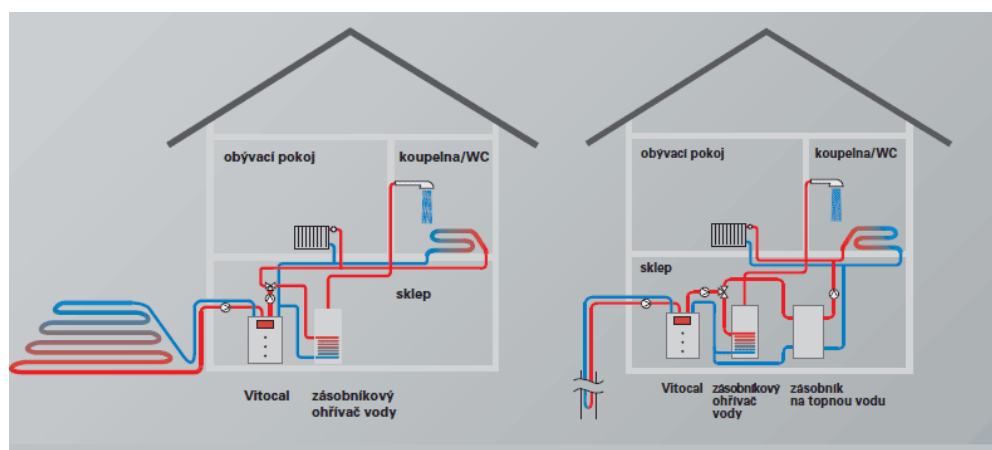 obývací pokoj
koupelna/WC
sklep
Vitocal
zásobníkový
ohřívač vody
obývací pokoj
koupelna/WC
sklep
Vitocal
zásobníkový
ohřívač
vody
zásobník
na topnou vodu